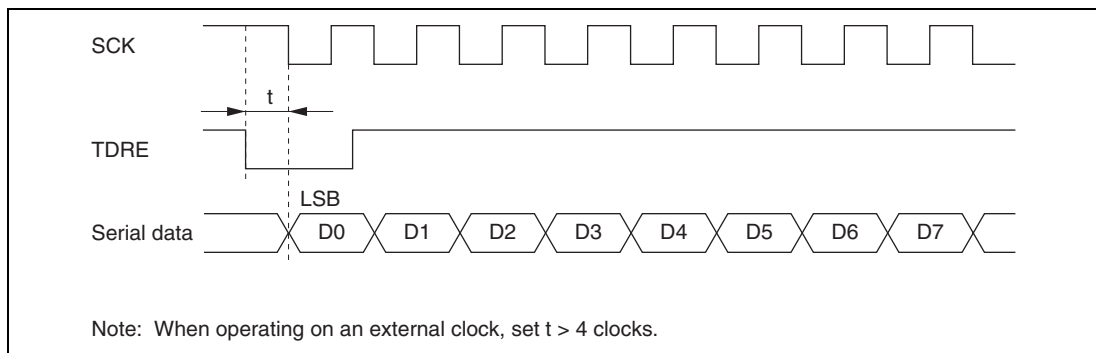 SCK
t
TDRE
LSB
Serial data D0 D1 D2 D3 D4 D5 D6 D7
Note: When operating on an external clock, set t > 4 clocks.